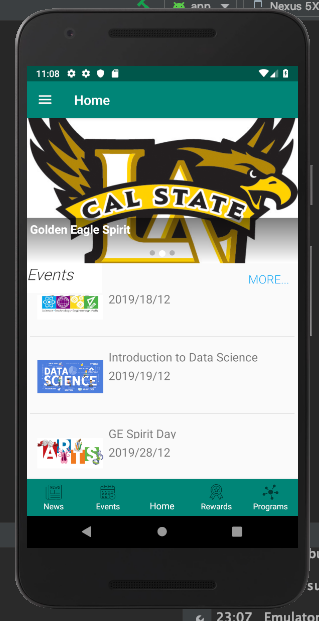 app
Nexus 5X
11:08
Home
CAL STATE
LA
Golden Eagle Spirit
Events
MORE...
2019/18/12
DATA
SCIENCE
Introduction to Data Science
2019/19/12
ARTS
GE Spirit Day
2019/28/12
News
Events
Home
Rewards
Programs
23:07 Emulator